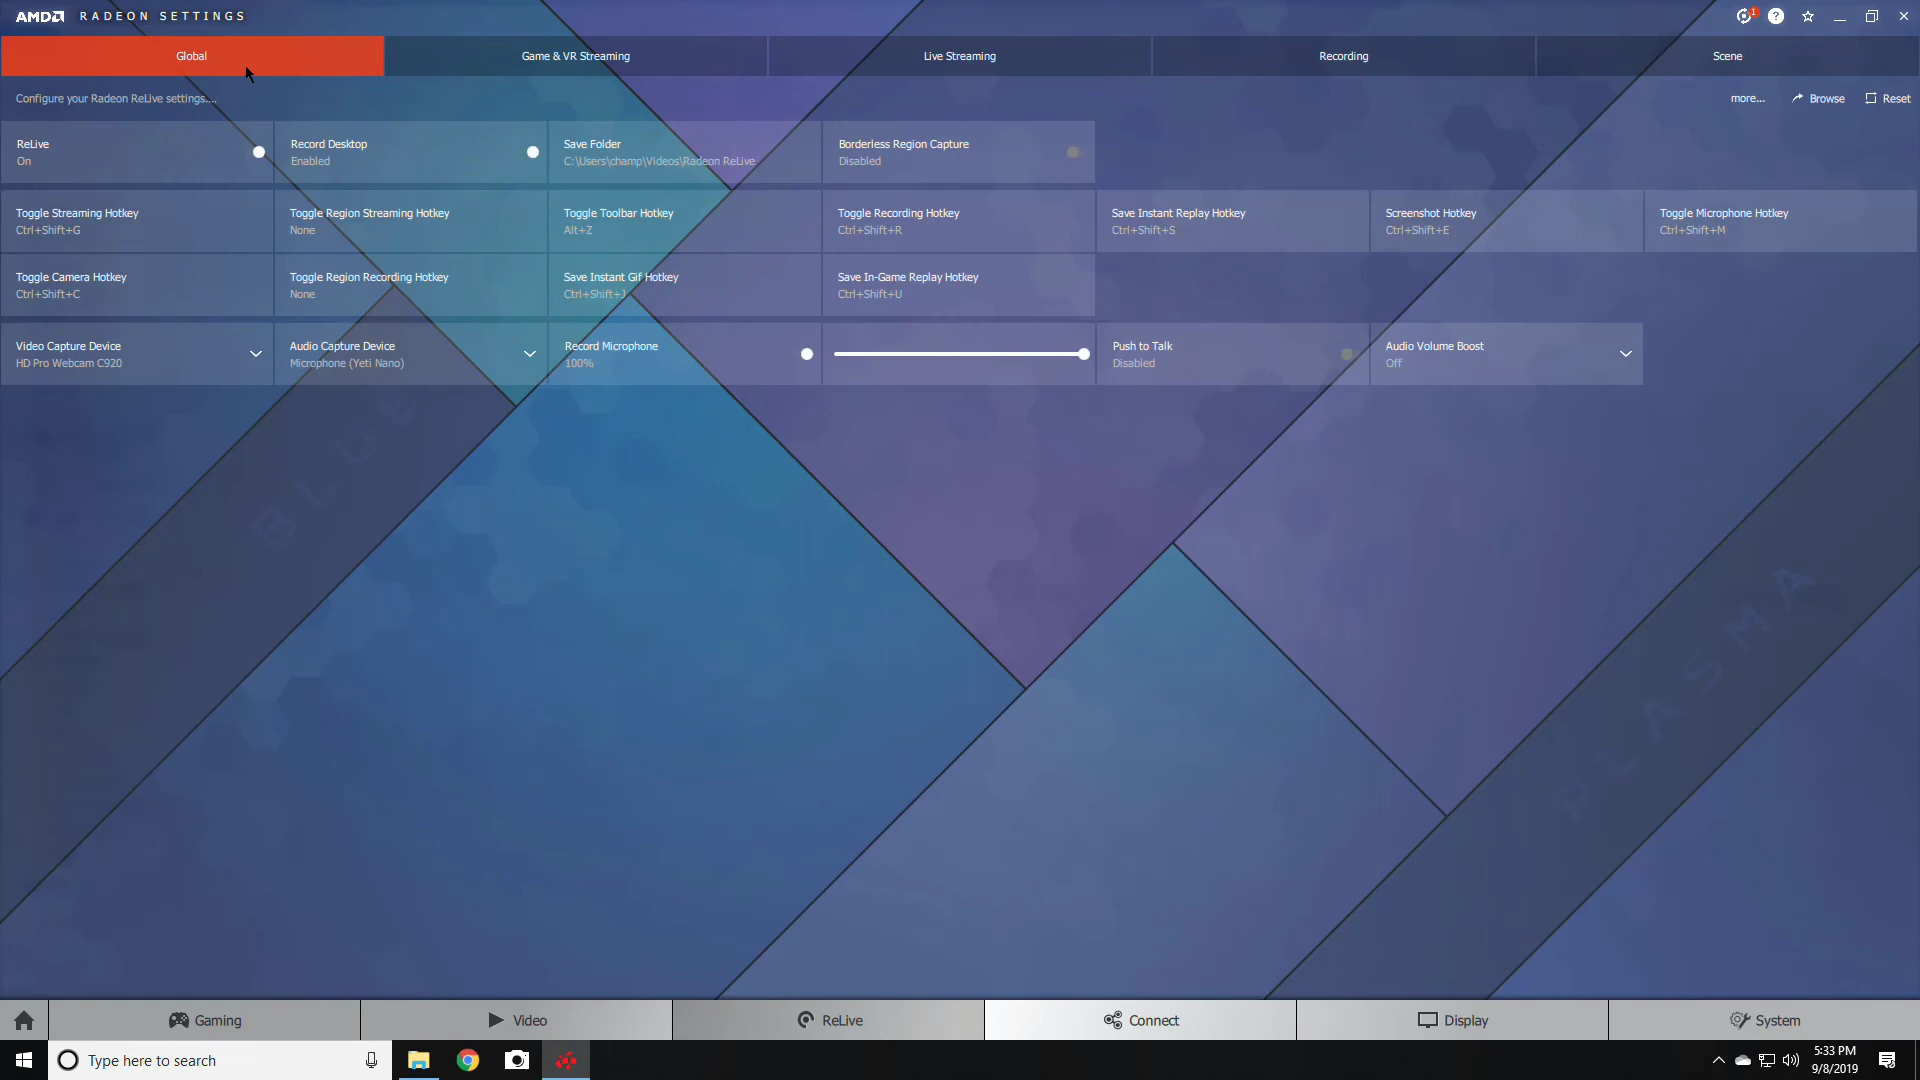 AMD RADEON SETTINGS
1
?
Global
Game & VR Streaming
Live Streaming
Recording
Scene
Configure your Radeon ReLive settings....
more...
Browse
Reset
ReLive
On
Record Desktop
Enabled
Save Folder
C:\Users\champ\Videos\Radeon ReLive
Borderless Region Capture
Disabled
Toggle Streaming Hotkey
Ctrl+Shift+G
Toggle Region Streaming Hotkey
None
Toggle Toolbar Hotkey
Alt+Z
Toggle Recording Hotkey
Ctrl+Shift+R
Save Instant Replay Hotkey
Ctrl+Shift+S
Screenshot Hotkey
Ctrl+Shift+E
Toggle Microphone Hotkey
Ctrl+Shift+M
Toggle Camera Hotkey
Ctrl+Shift+C
Toggle Region Recording Hotkey
None
Save Instant Gif Hotkey
Ctrl+Shift+J
Save In-Game Replay Hotkey
Ctrl+Shift+U
Video Capture Device
HD Pro Webcam C920
Audio Capture Device
Microphone (Yeti Nano)
Record Microphone
100%
Push to Talk
Disabled
Audio Volume Boost
Off
BLUE
PLASMA
Gaming
Video
ReLive
Connect
Display
System
Type here to search
5:33 PM
9/8/2019